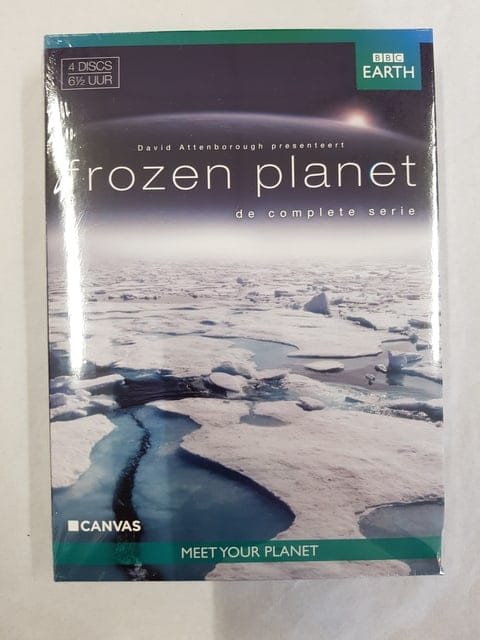 4 DISCS
6½ UUR
BBC
EARTH
David Attenborough presenteert
frozen planet
de complete serie
CANVAS
MEET YOUR PLANET